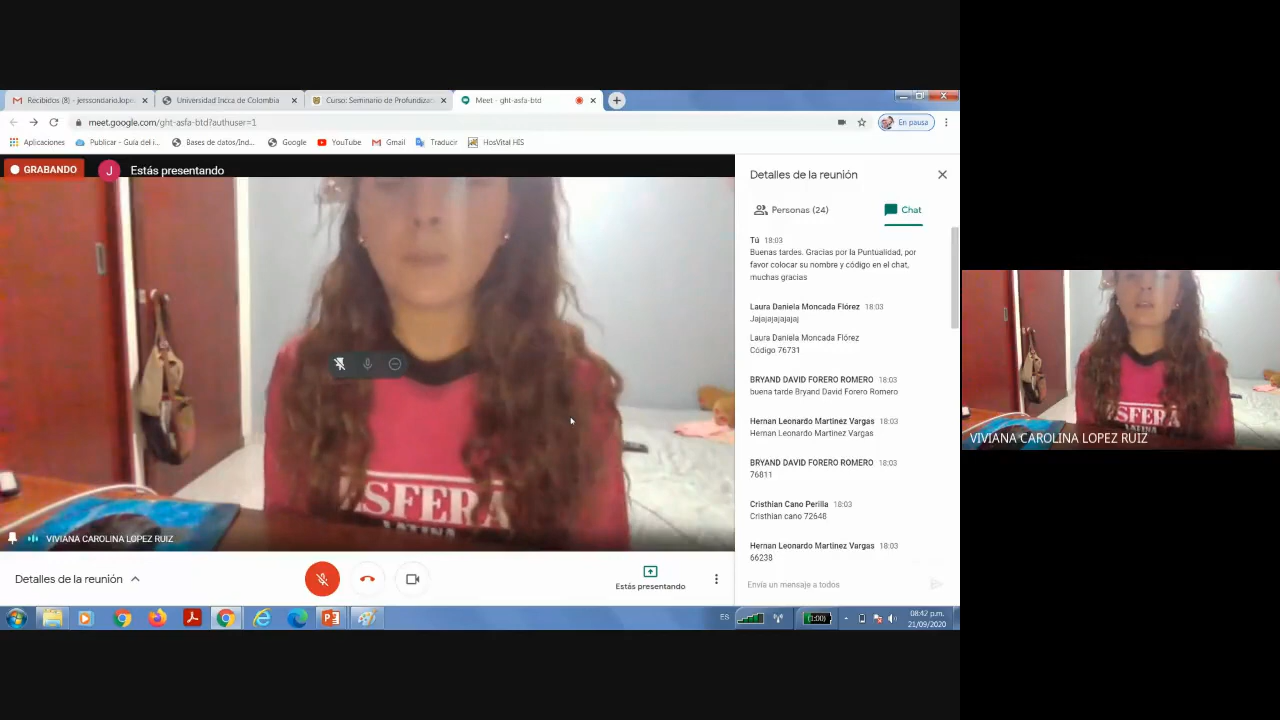 Recibidos (8) - jerssondario.lope
Universidad Incca de Colombia
Curso: Seminario de Profundizac
Meet - ght-asfa-btd
meet.google.com/ght-asfa-btd?authuser=1
En pausa
Aplicaciones
Publicar - Guía del i...
Bases de datos/Ind...
Google
YouTube
Gmail
Traducir
HosVital HIS
GRABANDO
J
Estás presentando
Detalles de la reunión
Personas (24)
Chat
Tú 18:03
Buenas tardes. Gracias por la Puntualidad, por
favor colocar su nombre y código en el chat,
muchas gracias
Laura Daniela Moncada Flórez 18:03
Jajajajajajaj
Laura Daniela Moncada Flórez
Código 76731
BRYAND DAVID FORERO ROMERO 18:03
buena tarde Bryand David Forero Romero
Hernan Leonardo Martinez Vargas 18:03
Hernan Leonardo Martinez Vargas
BRYAND DAVID FORERO ROMERO 18:03
76811
Cristhian Cano Perilla 18:03
Cristhian cano 72648
Hernan Leonardo Martinez Vargas 18:03
66238
Envía un mensaje a todos
ESFERA
LATINA
VIVIANA CAROLINA LOPEZ RUIZ
Detalles de la reunión
Estás presentando
ES
(1:00)
08:42 p.m.
21/09/2020
ESFERA
VIVIANA CAROLINA LOPEZ RUIZ